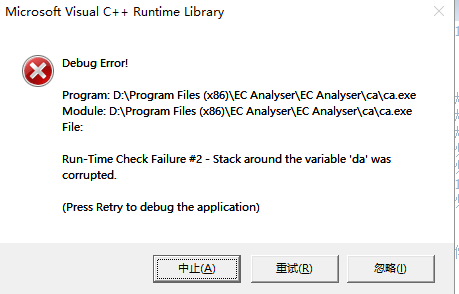 Microsoft Visual C++ Runtime Library
Debug Error!
Program: D:\Program Files (x86)\EC Analyser\EC Analyser\ca\ca.exe
Module: D:\Program Files (x86)\EC Analyser\EC Analyser\ca\ca.exe
File:
Run-Time Check Failure #2 - Stack around the variable 'da' was
corrupted.
(Press Retry to debug the application)
中止(A)
重试(R)
忽略(I)